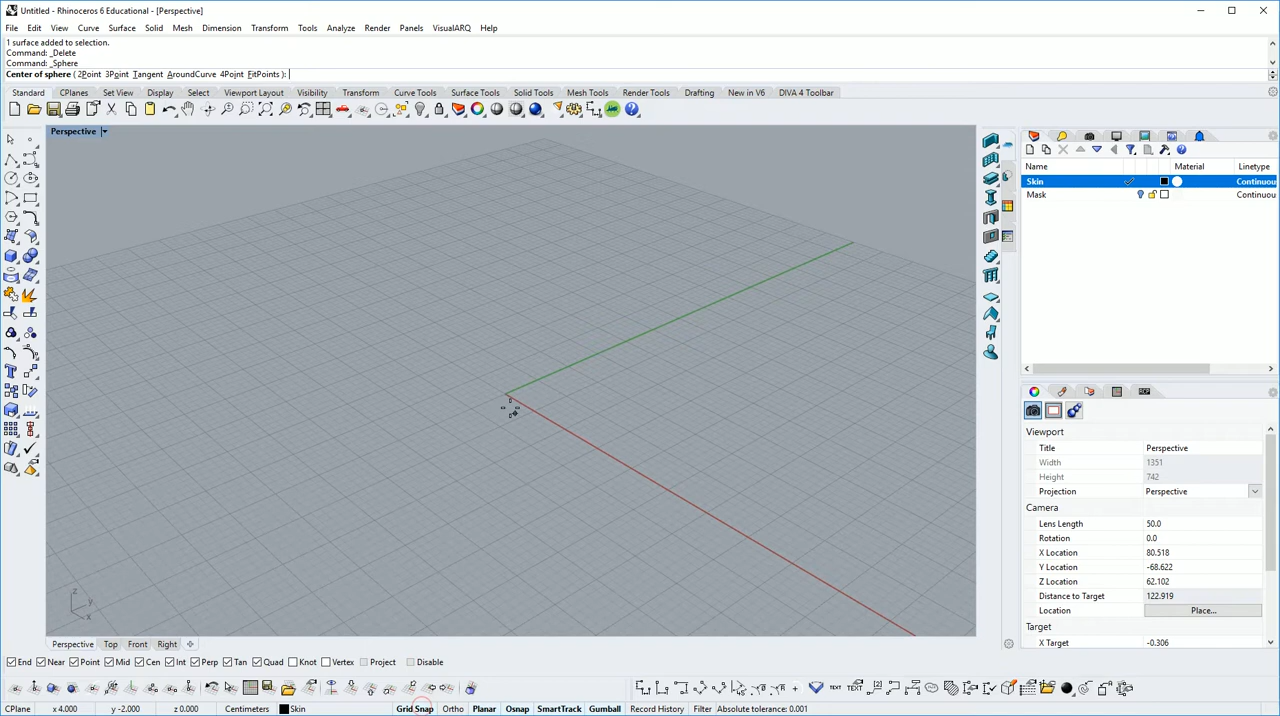 Untitled - Rhinoceros 6 Educational - [Perspective]
File Edit View Curve Surface Solid Mesh Dimension Transform Tools Analyze Render Panels VisualARQ Help
1 surface added to selection.
Command: _Delete
Command: _Sphere
Center of sphere ( 2Point 3Point Tangent AroundCurve 4Point FitPoints ):
Standard CPlanes Set View Display Select Viewport Layout Visibility Transform Curve Tools Surface Tools Solid Tools Mesh Tools Render Tools Drafting New in V6 DIVA 4 Toolbar
Perspective
Name Material Linetype
Skin Continuou
Mask Continuou
Viewport
Title Perspective
Width 1351
Height 742
Projection Perspective
Camera
Lens Length 50.0
Rotation 0.0
X Location 80.518
Y Location -68.622
Z Location 62.102
Distance to Target 122.919
Location Place...
Target
X Target -0.306
z
y
x
Perspective Top Front Right
End Near Point Mid Cen Int Perp Tan Quad Knot Vertex Project Disable
TEXT TEXT
CPlane x 4.000 y -2.000 z 0.000 Centimeters Skin Grid Snap Ortho Planar Osnap SmartTrack Gumball Record History Filter Absolute tolerance: 0.001